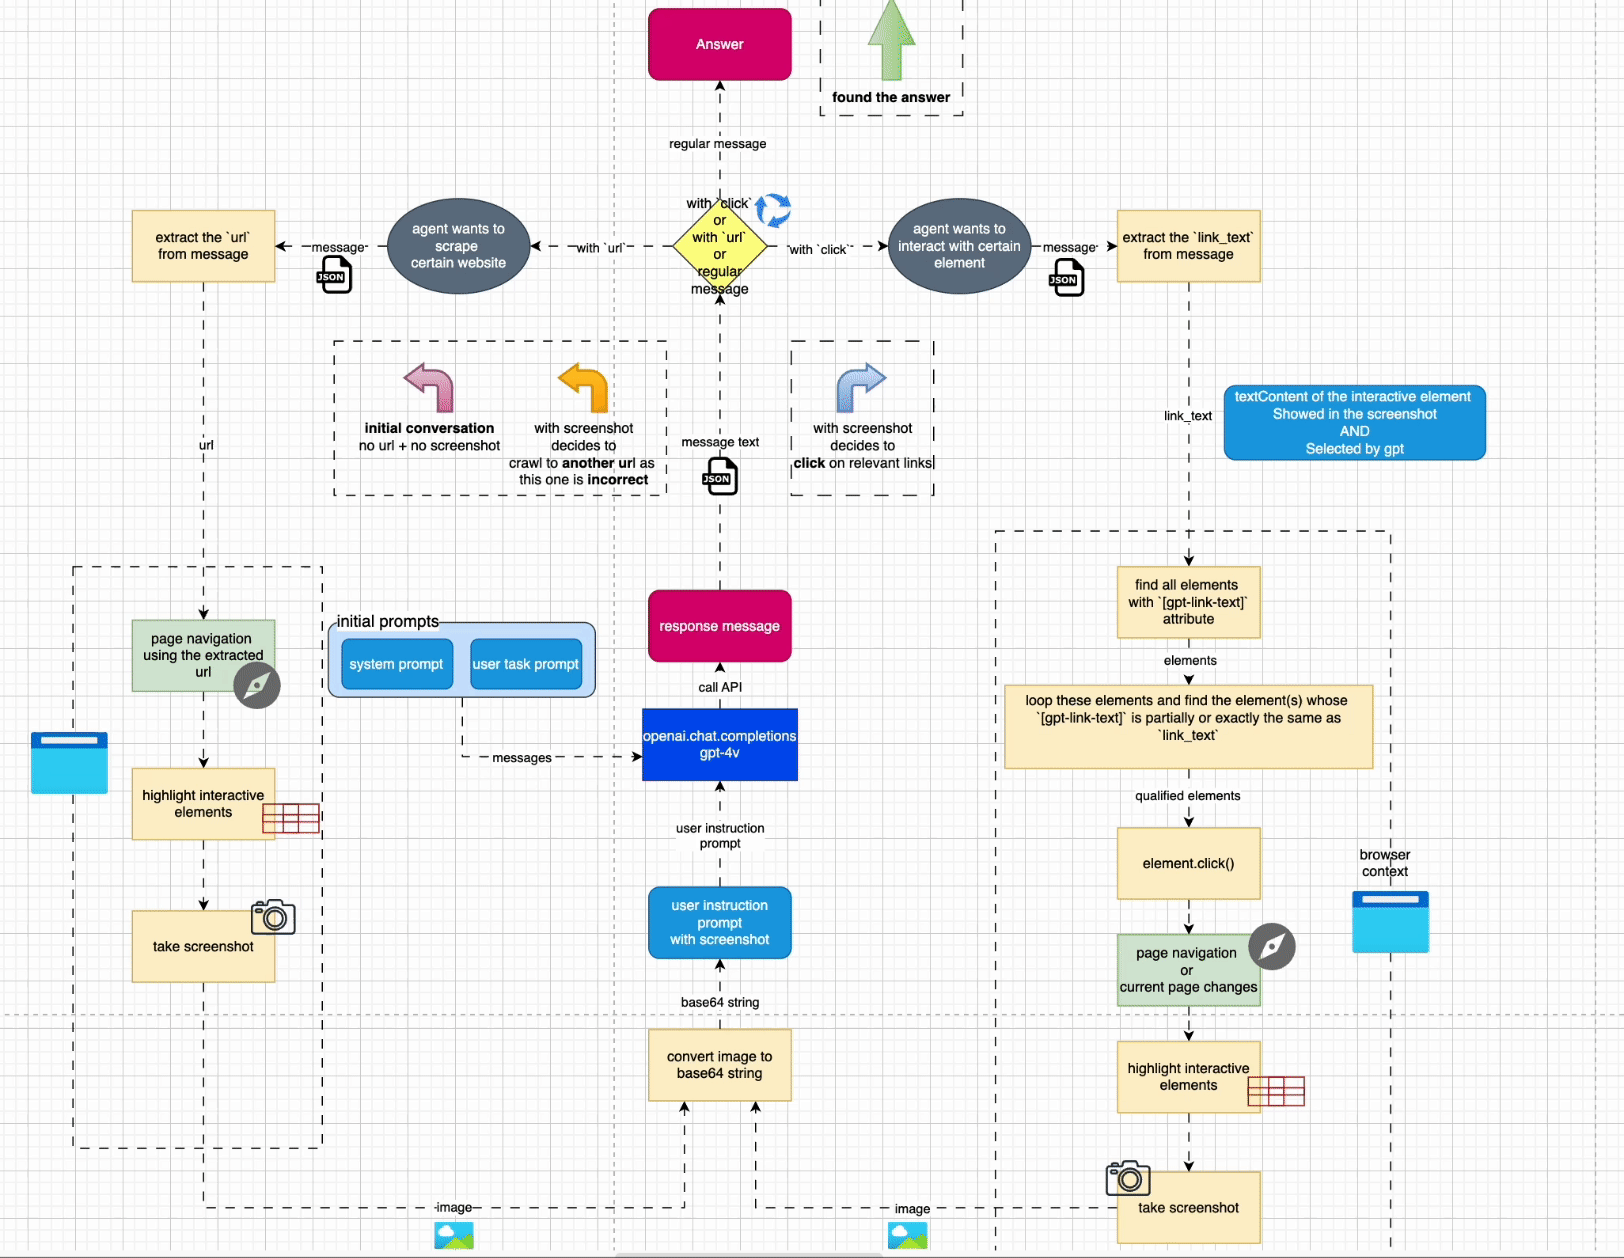 Answer
found the answer
regular message
with `click`
or
with `url`
or
regular
message
extract the `url`
from message
message
JSON
agent wants to
scrape
certain website
with `url`
with `click`
agent wants to
interact with certain
element
message
JSON
extract the `link_text`
from message
initial conversation
no url + no screenshot
with screenshot
decides to
crawl to another url as
this one is incorrect
message text
JSON
with screenshot
decides to
click on relevant links
url
link_text
textContent of the interactive element
Showed in the screenshot
AND
Selected by gpt
page navigation
using the extracted
url
initial prompts
system prompt
user task prompt
response message
call API
openai.chat.completions
gpt-4v
messages
find all elements
with `[gpt-link-text]`
attribute
elements
loop these elements and find the element(s) whose
`[gpt-link-text]` is partially or exactly the same as
`link_text`
highlight interactive
elements
user instruction
prompt
qualified elements
element.click()
browser
context
take screenshot
user instruction
prompt
with screenshot
page navigation
or
current page changes
base64 string
convert image to
base64 string
highlight interactive
elements
image
image
take screenshot